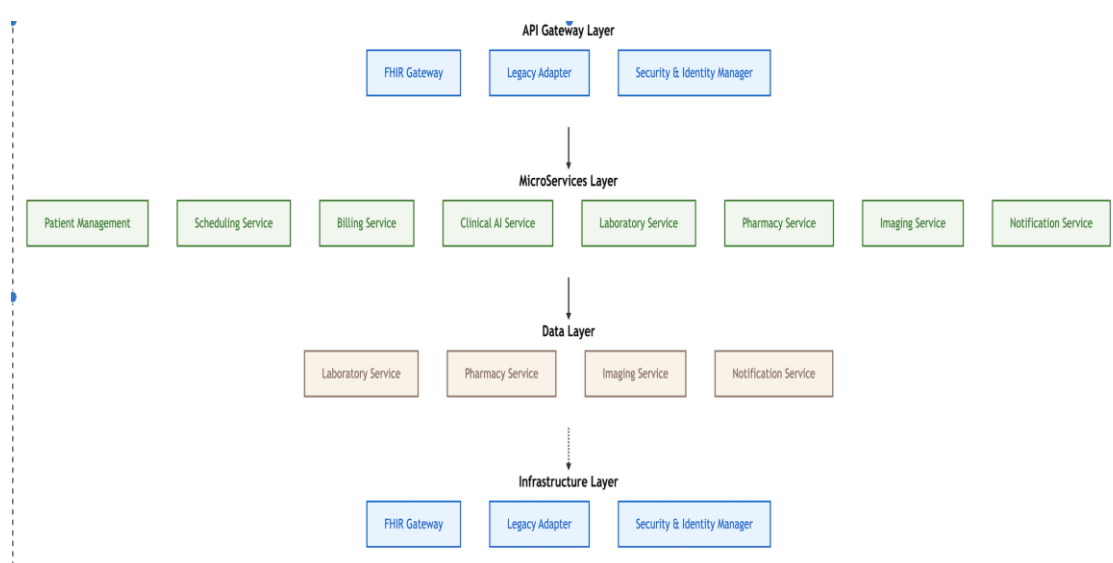 API Gateway Layer
FHIR Gateway
Legacy Adapter
Security & Identity Manager
MicroServices Layer
Patient Management
Scheduling Service
Billing Service
Clinical AI Service
Laboratory Service
Pharmacy Service
Imaging Service
Notification Service
Data Layer
Laboratory Service
Pharmacy Service
Imaging Service
Notification Service
Infrastructure Layer
FHIR Gateway
Legacy Adapter
Security & Identity Manager